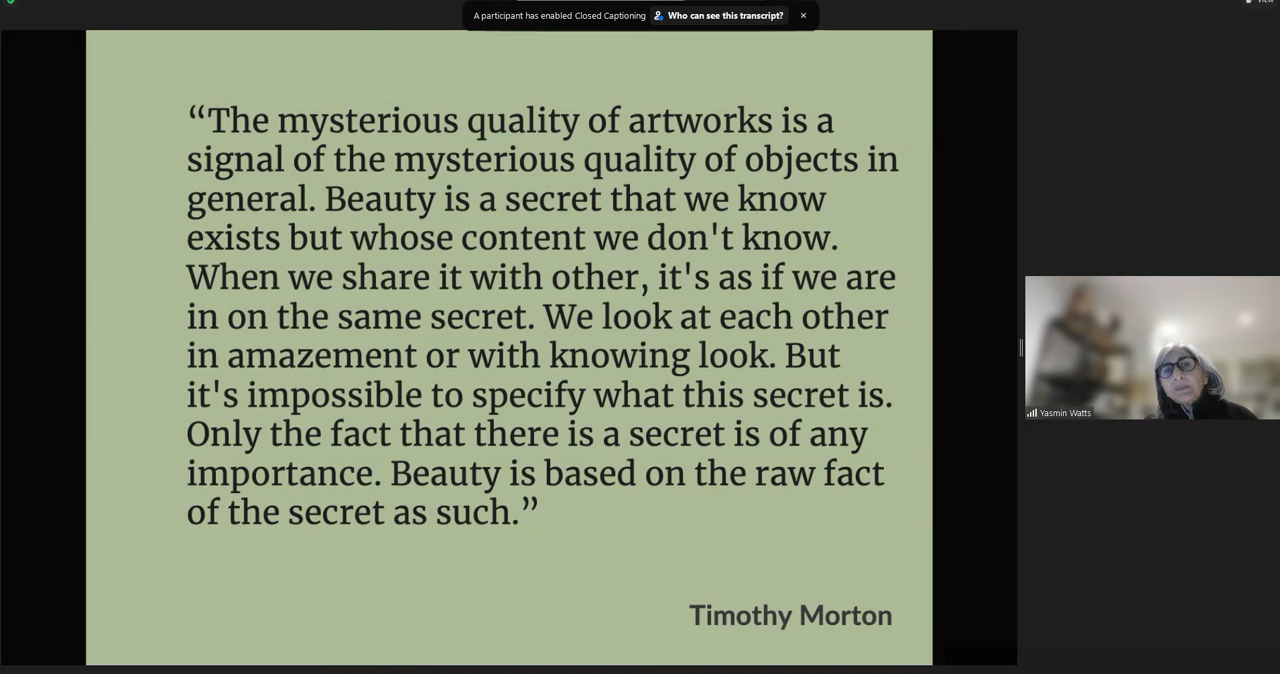 A participant has enabled Closed Captioning Who can see this transcript?
“The mysterious quality of artworks is a
signal of the mysterious quality of objects in
general. Beauty is a secret that we know
exists but whose content we don't know.
When we share it with other, it's as if we are
in on the same secret. We look at each other
in amazement or with knowing look. But
it's impossible to specify what this secret is.
Only the fact that there is a secret is of any
importance. Beauty is based on the raw fact
of the secret as such.”
Timothy Morton
Yasmin Watts